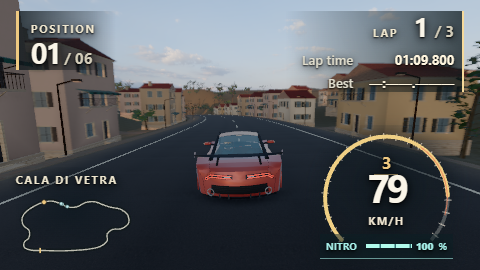 POSITION
01 / 06
LAP 1 / 3
Lap time 01:09.800
Best --:--.---
CALA DI VETRA
3
79
KM/H
NITRO 100 %